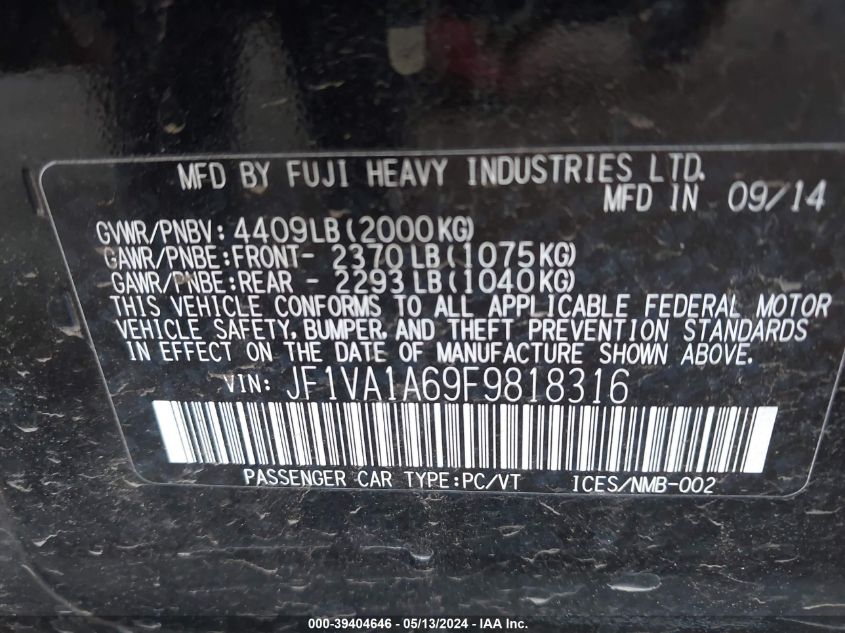 MFD BY FUJI HEAVY INDUSTRIES LTD.
MFD IN 09/14
GVWR/PNBV: 4409LB(2000KG)
GAWR/PNBE:FRONT- 2370LB(1075KG)
GAWR/PNBE:REAR - 2293LB(1040KG)
THIS VEHICLE CONFORMS TO ALL APPLICABLE FEDERAL MOTOR
VEHICLE SAFETY, BUMPER, AND THEFT PREVENTION STANDARDS
IN EFFECT ON THE DATE OF MANUFACTURE SHOWN ABOVE.
VIN: JF1VA1A69F9818316
PASSENGER CAR TYPE:PC/VT ICES/NMB-002
000-39404646 - 05/13/2024 - IAA Inc.